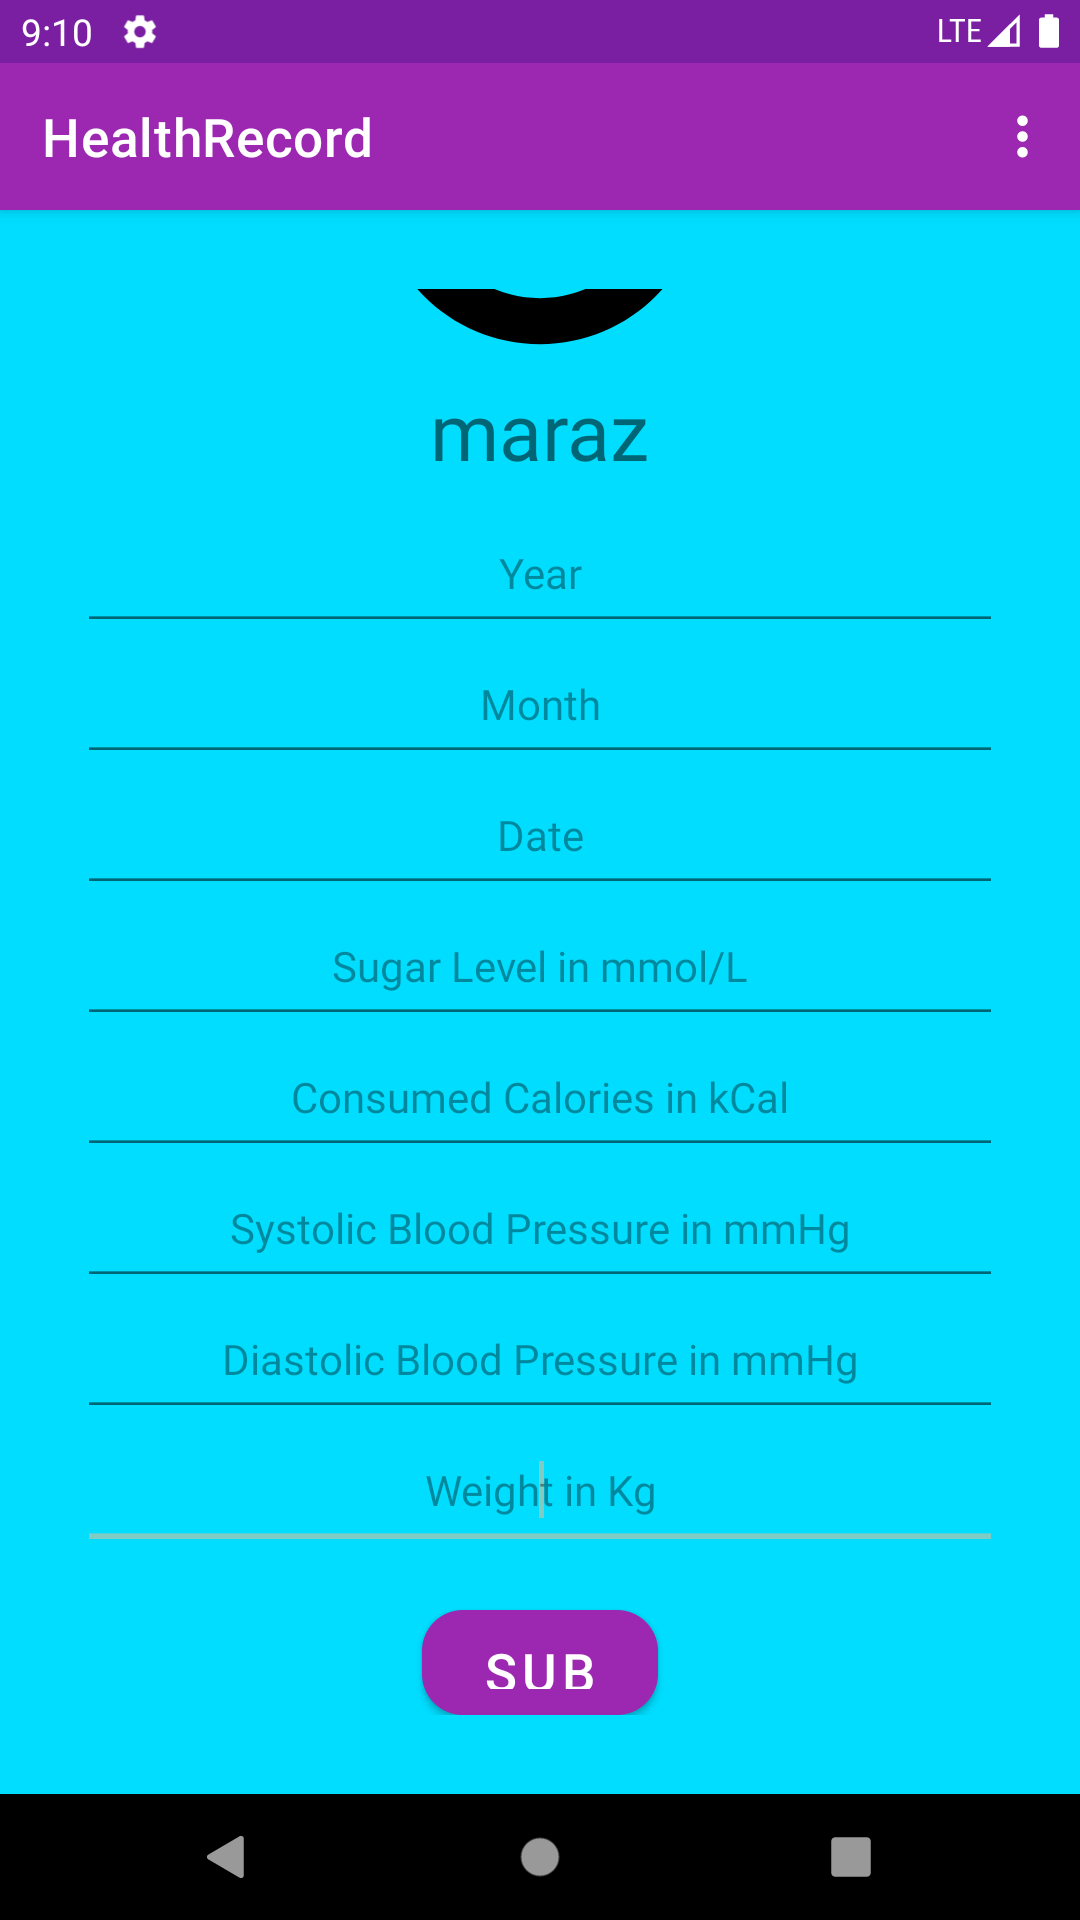 9:10 LTE
HealthRecord
maraz
Year
Month
Date
Sugar Level in mmol/L
Consumed Calories in kCal
Systolic Blood Pressure in mmHg
Diastolic Blood Pressure in mmHg
Weight in Kg
SUB